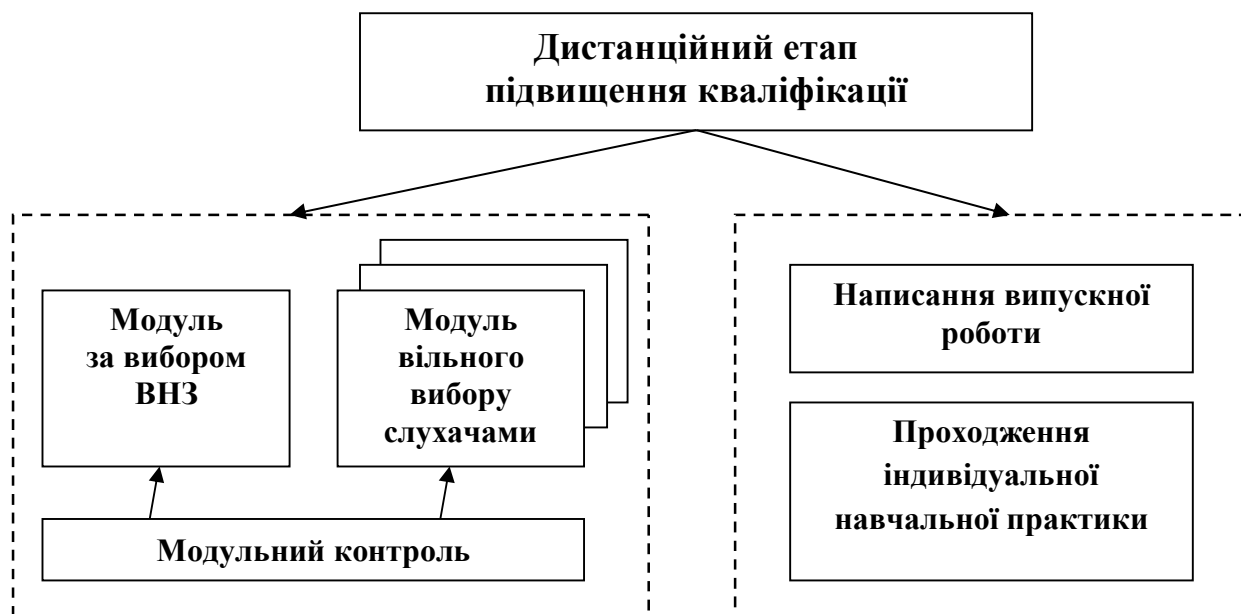 Дистанційний етап
підвищення кваліфікації
Модуль
за вибором
ВНЗ
Модуль
вільного
вибору
слухачами
Модульний контроль
Написання випускної
роботи
Проходження
індивідуальної
навчальної практики